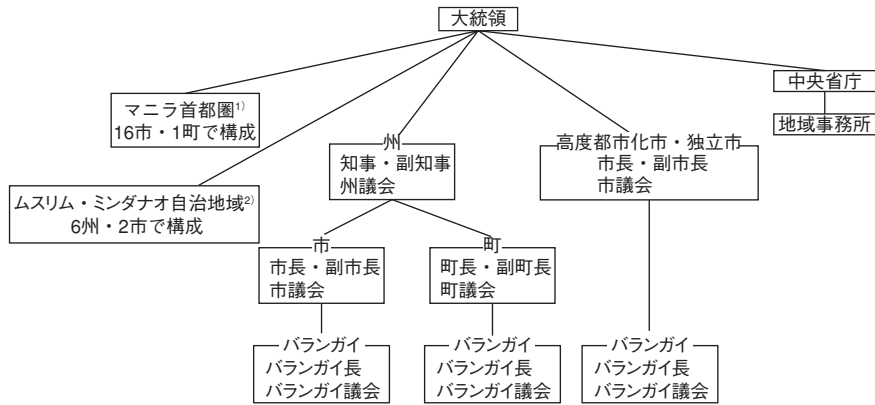 大統領
中央省庁
地域事務所
マニラ首都圏1)
16市・1町で構成
州
知事・副知事
州議会
高度都市化市・独立市
市長・副市長
市議会
ムスリム・ミンダナオ自治地域2)
6州・2市で構成
市
市長・副市長
市議会
町
町長・副町長
町議会
バランガイ
バランガイ長
バランガイ議会
バランガイ
バランガイ長
バランガイ議会
バランガイ
バランガイ長
バランガイ議会